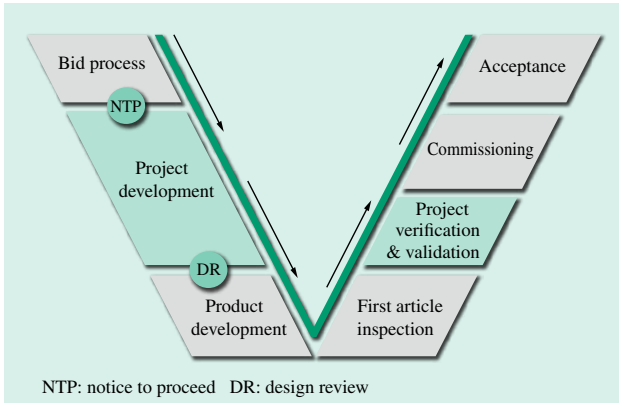 Bid process
NTP
Project
development
DR
Product
development
First article
inspection
Project
verification
& validation
Commissioning
Acceptance
NTP: notice to proceed DR: design review